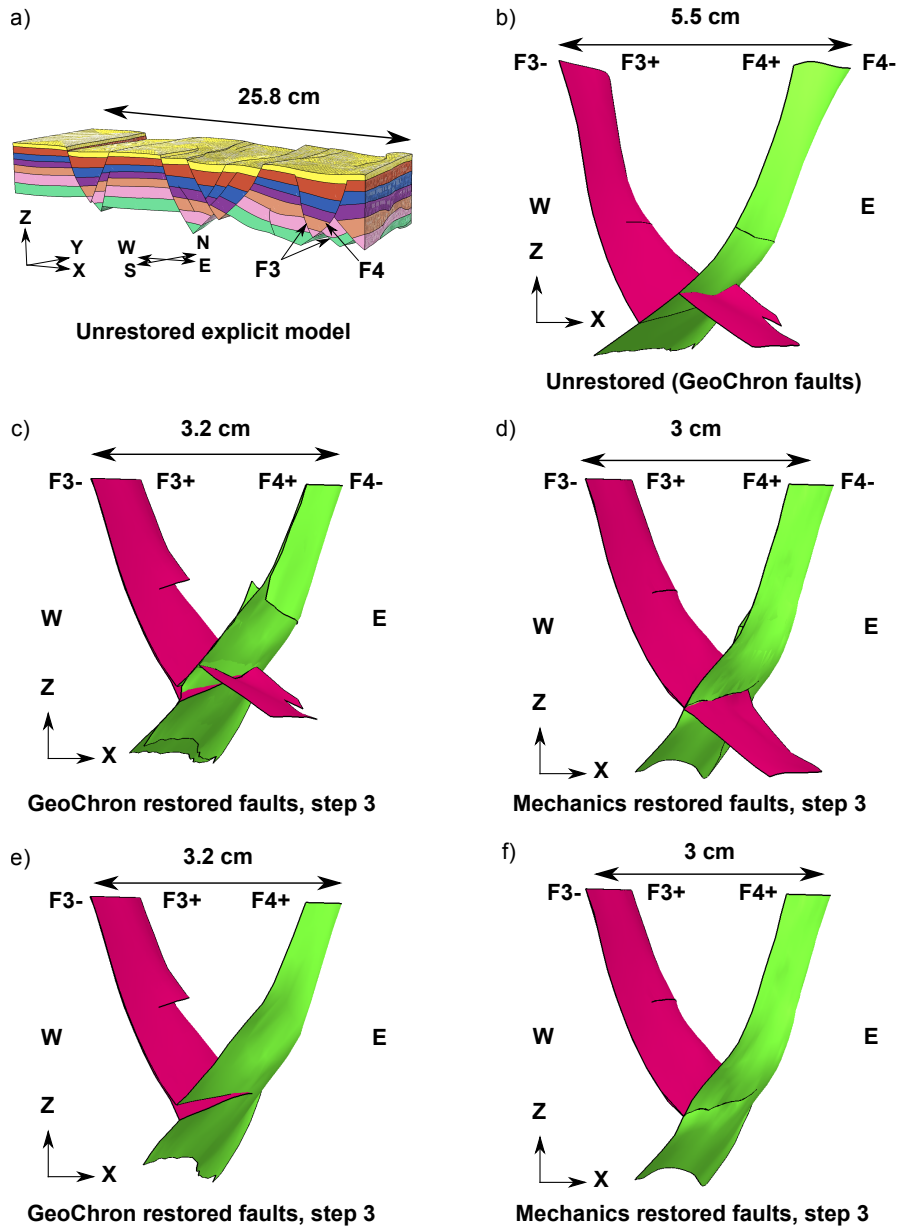 a)
25.8 cm
Z
Y
X
W
N
S
E
F3
F4
Unrestored explicit model
b)
5.5 cm
F3-
F3+
F4+
F4-
W
E
Z
X
Unrestored (GeoChron faults)
c)
3.2 cm
F3-
F3+
F4+
F4-
W
E
Z
X
GeoChron restored faults, step 3
d)
3 cm
F3-
F3+
F4+
F4-
W
E
Z
X
Mechanics restored faults, step 3
e)
3.2 cm
F3-
F3+
F4+
W
E
Z
X
GeoChron restored faults, step 3
f)
3 cm
F3-
F3+
F4+
W
E
Z
X
Mechanics restored faults, step 3